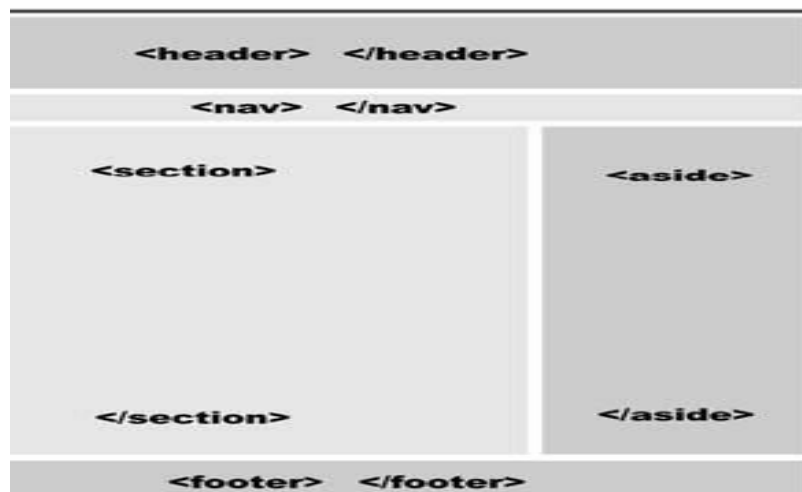 <header> </header>
<nav> </nav>
<section>
<aside>
</section>
</aside>
<footer> </footer>